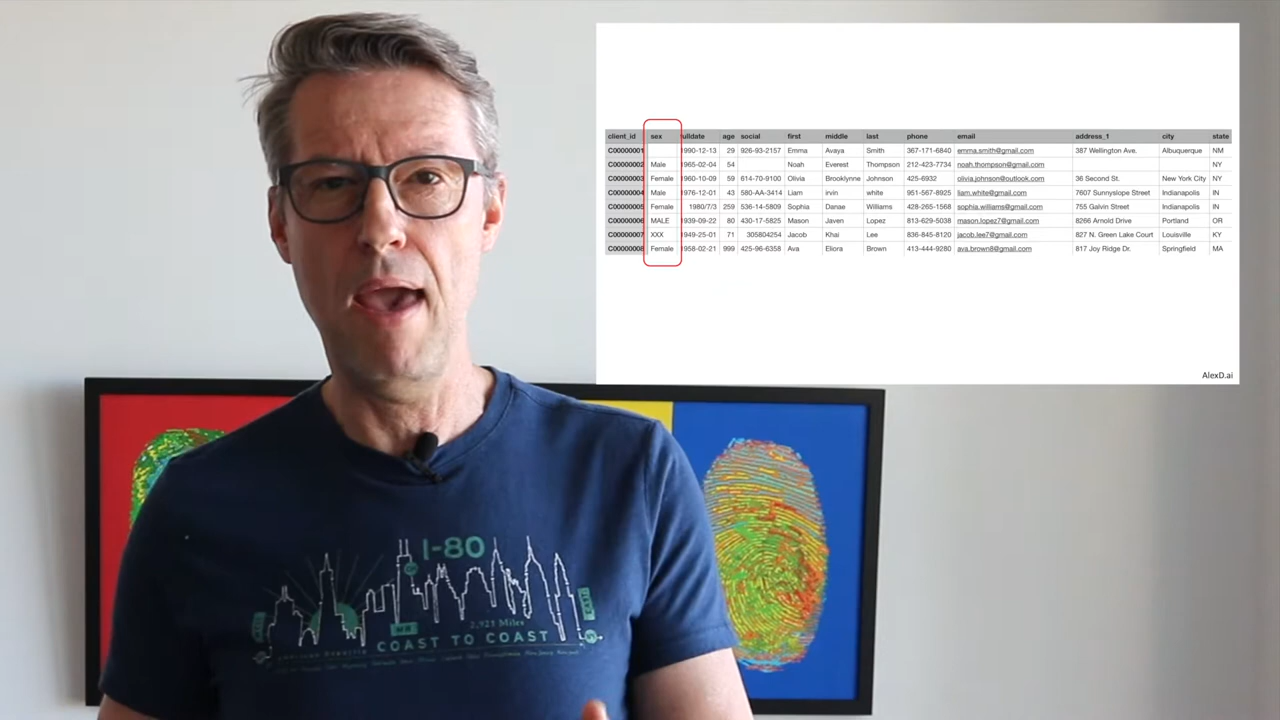 client_id sex fulldate age social first middle last phone email address_1 city state
C00000001 1990-12-13 29 926-93-2157 Emma Avaya Smith 367-171-6840 emma.smith@gmail.com 387 Wellington Ave. Albuquerque NM
C00000002 Male 1965-02-04 54 Noah Everest Thompson 212-423-7734 noah.thompson@gmail.com NY
C00000003 Female 1960-10-09 59 614-70-9100 Olivia Brooklynne Johnson 425-6932 olivia.johnson@outlook.com 36 Second St. New York City NY
C00000004 Male 1976-12-01 43 580-AA-3414 Liam irvin white 951-567-8925 liam.white@gmail.com 7607 Sunnyslope Street Indianapolis IN
C00000005 Female 1980/7/3 259 536-14-5809 Sophia Danae Williams 428-265-1568 sophia.williams@gmail.com 755 Galvin Street Indianapolis IN
C00000006 MALE 1939-09-22 80 430-17-5825 Mason Javen Lopez 813-629-5038 mason.lopez7@gmail.com 8266 Arnold Drive Portland OR
C00000007 XXX 1949-25-01 71 305804254 Jacob Khai Lee 836-845-8120 jacob.lee7@gmail.com 827 N. Green Lake Court Louisville KY
C00000008 Female 1958-02-21 999 425-96-6358 Ava Eliora Brown 413-444-9280 ava.brown8@gmail.com 817 Joy Ridge Dr. Springfield MA
AlexD.ai
I-80
2,921 Miles
COAST TO COAST